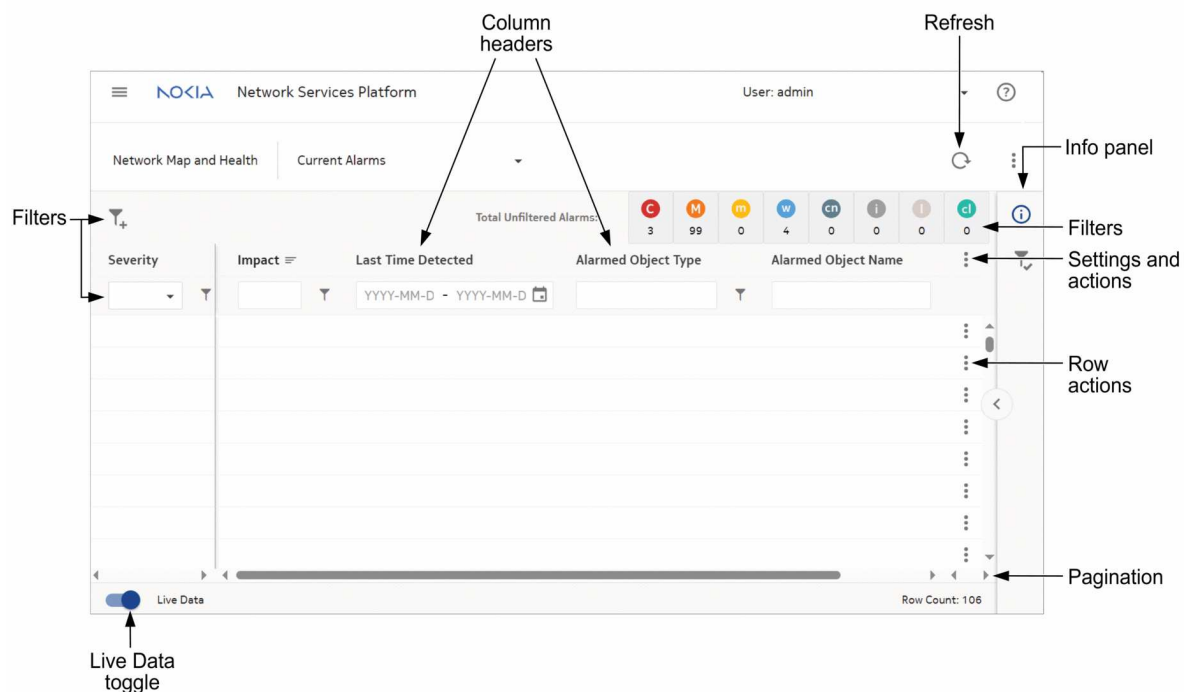 Column
headers
Refresh
NOKIA Network Services Platform User: admin ?
Info panel
Network Map and Health Current Alarms
Filters
Total Unfiltered Alarms: C M m w cn i I cl
3 99 0 4 0 0 0 0
i
Filters
Severity Impact Last Time Detected Alarmed Object Type Alarmed Object Name
Settings and
actions
YYYY-MM-D - YYYY-MM-D
Row
actions
Pagination
Live Data Row Count: 106
Live Data
toggle